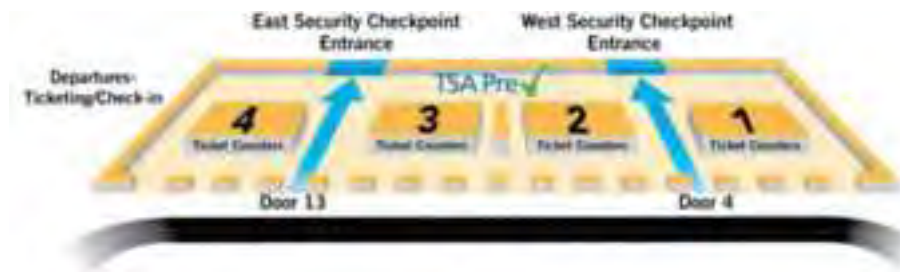 East Security Checkpoint
Entrance
West Security Checkpoint
Entrance
Departures-
Ticketing/Check-in
TSA Pre✓
4
Ticket Counters
3
Ticket Counters
2
Ticket Counters
1
Ticket Counters
Door 13
Door 4